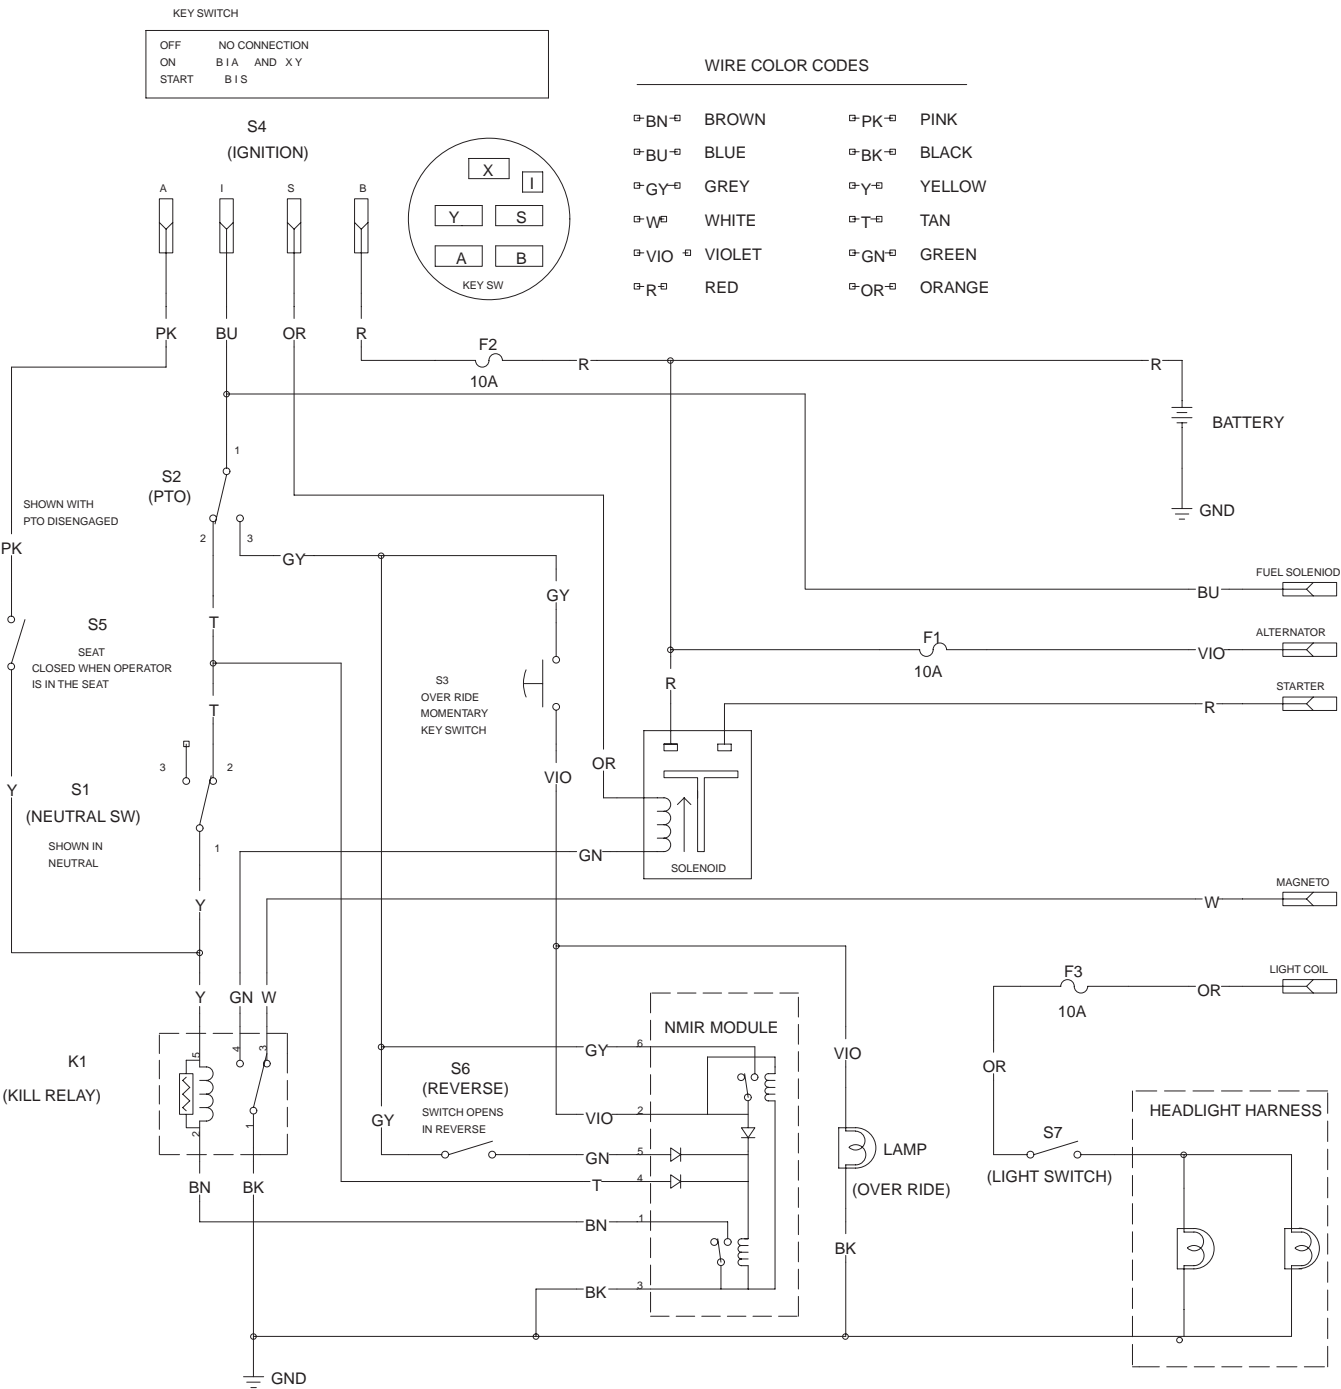 KEY SWITCH
OFF NO CONNECTION
ON B I A AND X Y
START B I S
S4
(IGNITION)
A I S B
X
I
Y S
A B
KEY SW
WIRE COLOR CODES
BN BROWN PK PINK
BU BLUE BK BLACK
GY GREY Y YELLOW
W WHITE T TAN
VIO VIOLET GN GREEN
R RED OR ORANGE
PK BU OR R
F2
10A
R
R
BATTERY
GND
1
S2
(PTO)
SHOWN WITH
PTO DISENGAGED
2 3
PK
GY
GY
FUEL SOLENIOD
BU
T
S5
SEAT
CLOSED WHEN OPERATOR
IS IN THE SEAT
F1
10A
ALTERNATOR
VIO
S3
OVER RIDE
MOMENTARY
KEY SWITCH
R
STARTER
R
T
3 2
Y
S1
(NEUTRAL SW)
SHOWN IN
NEUTRAL
1
VIO
OR
GN
SOLENOID
MAGNETO
W
Y
Y GN W
F3
10A
LIGHT COIL
OR
OR
NMIR MODULE
K1
(KILL RELAY)
5 4 3
2 1
GY 6
S6
(REVERSE)
SWITCH OPENS
IN REVERSE
GY
VIO 2
GN 5
T 4
BN 1
BK 3
BN BK
VIO
LAMP
(OVER RIDE)
BK
S7
(LIGHT SWITCH)
HEADLIGHT HARNESS
GND